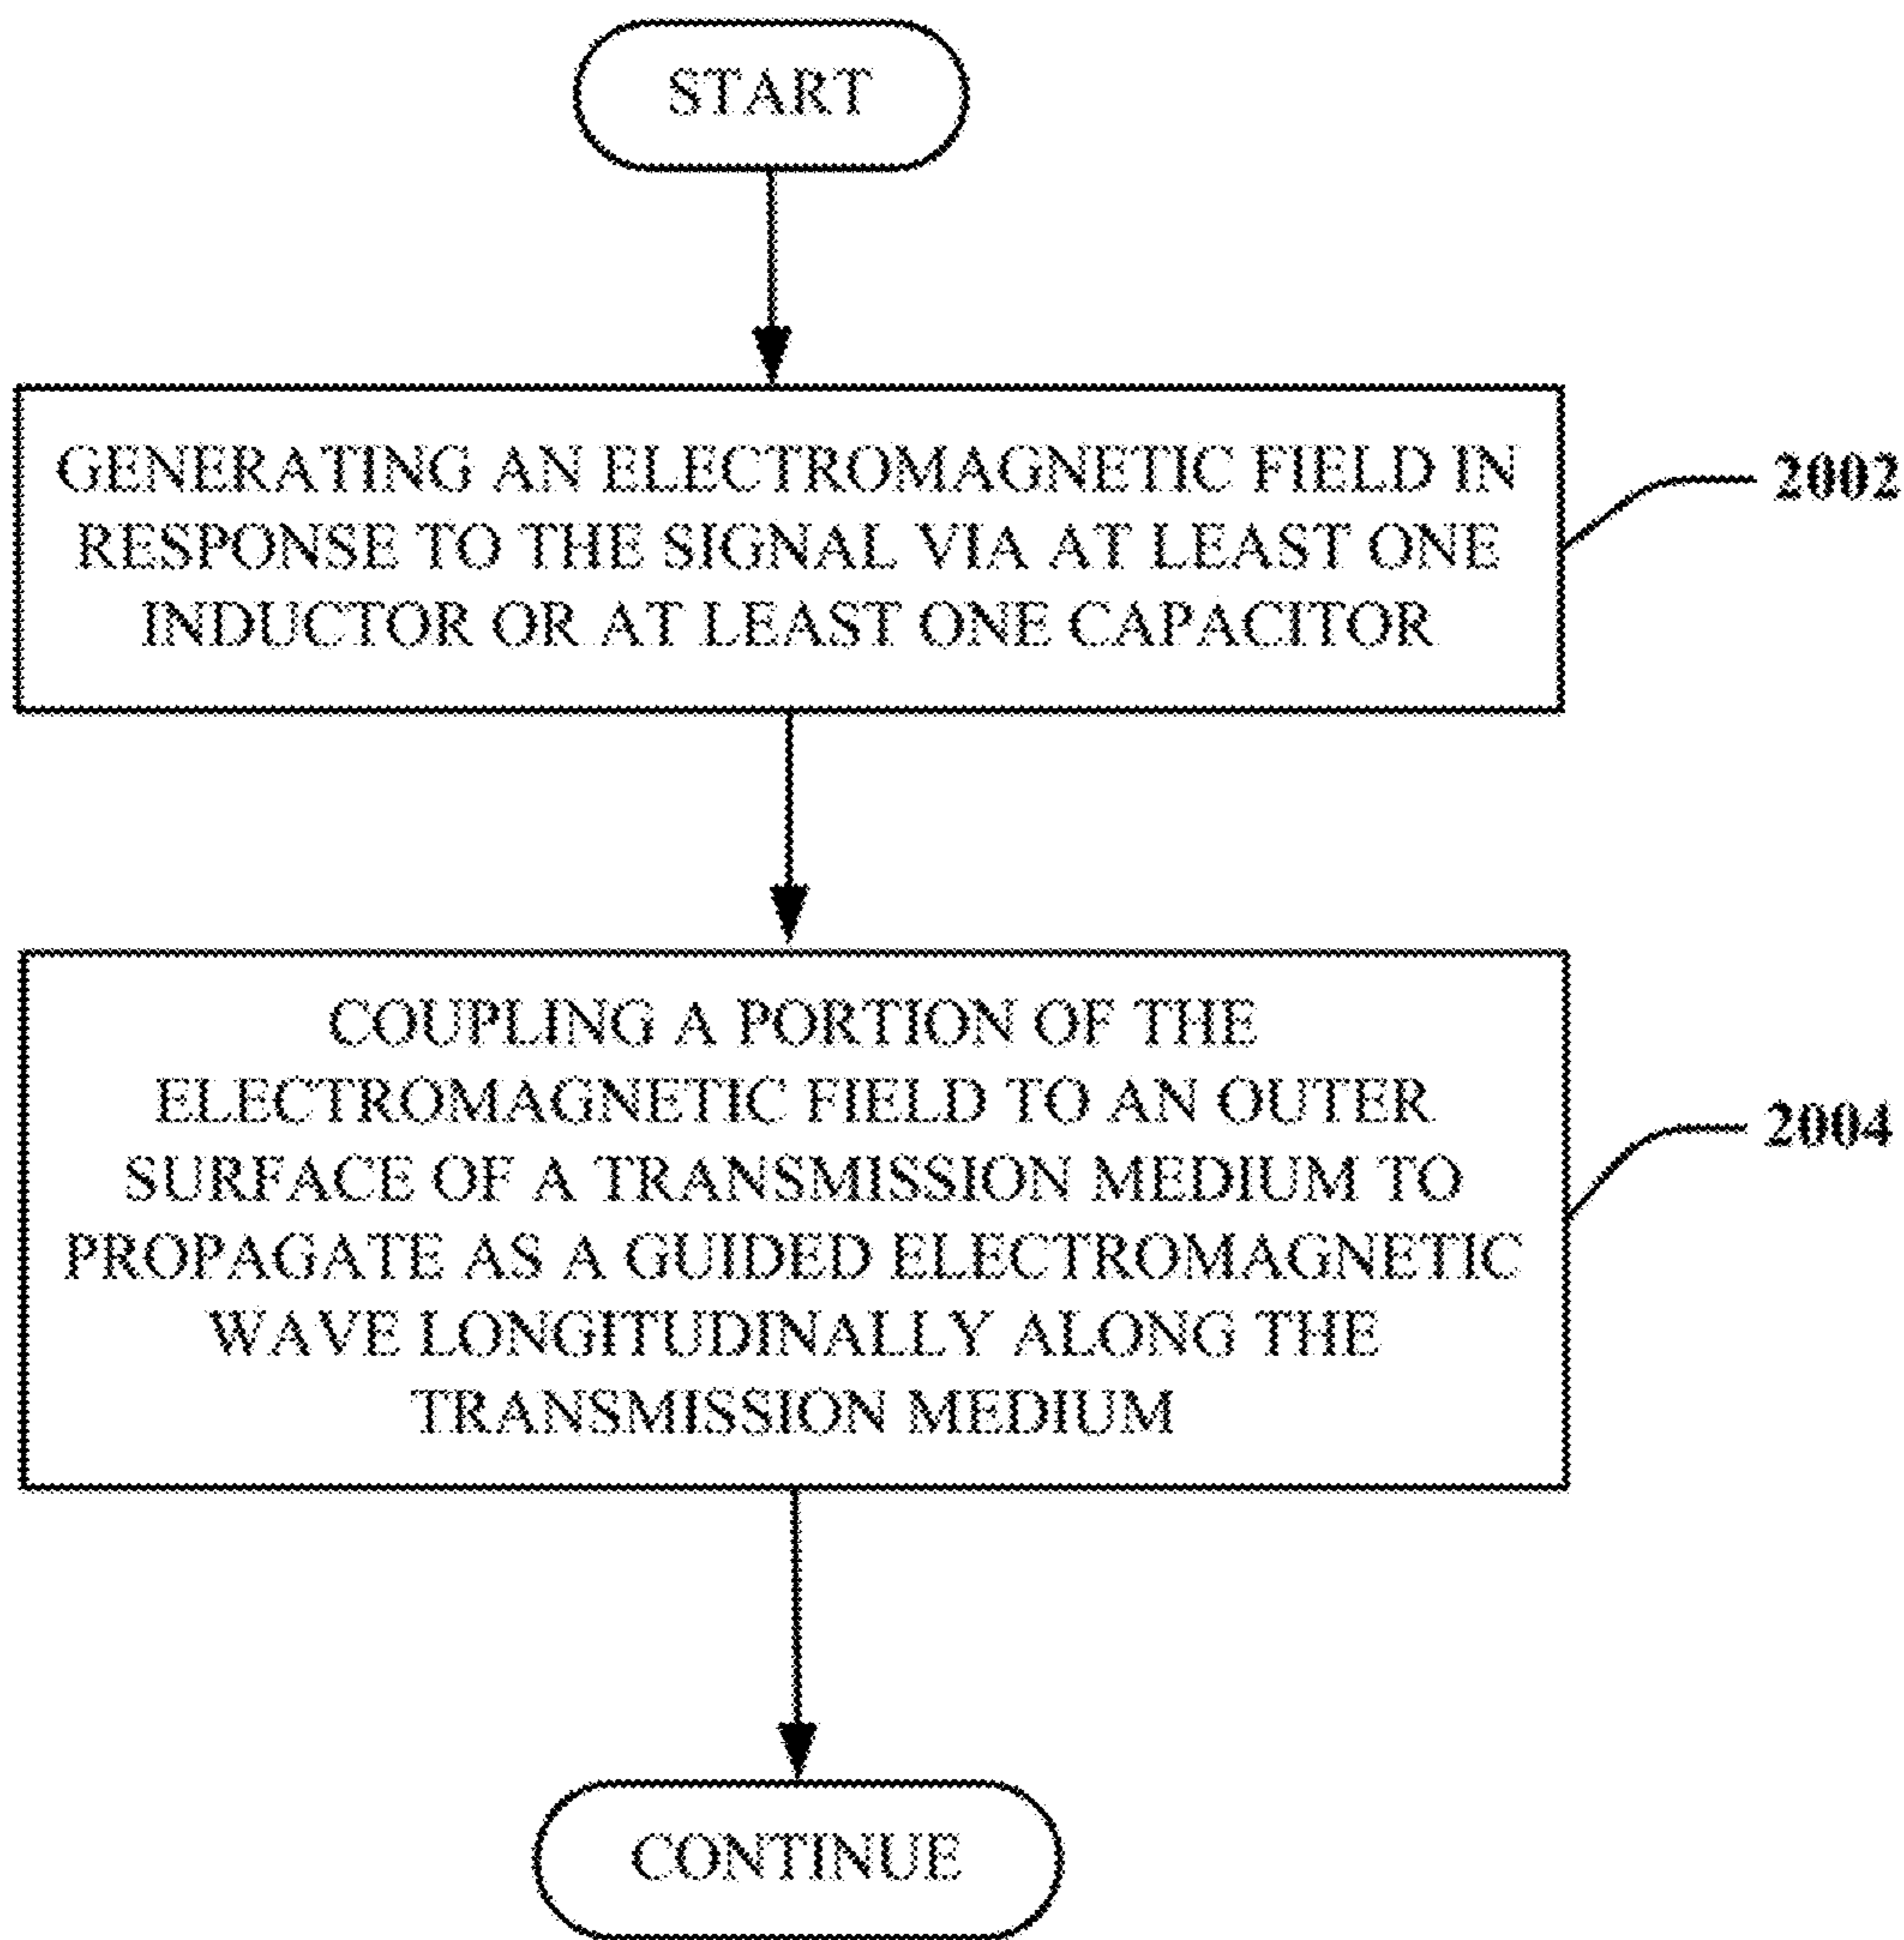 START
GENERATING AN ELECTROMAGNETIC FIELD IN
RESPONSE TO THE SIGNAL VIA AT LEAST ONE
INDUCTOR OR AT LEAST ONE CAPACITOR
2002
COUPLING A PORTION OF THE
ELECTROMAGNETIC FIELD TO AN OUTER
SURFACE OF A TRANSMISSION MEDIUM TO
PROPAGATE AS A GUIDED ELECTROMAGNETIC
WAVE LONGITUDINALLY ALONG THE
TRANSMISSION MEDIUM
2004
CONTINUE